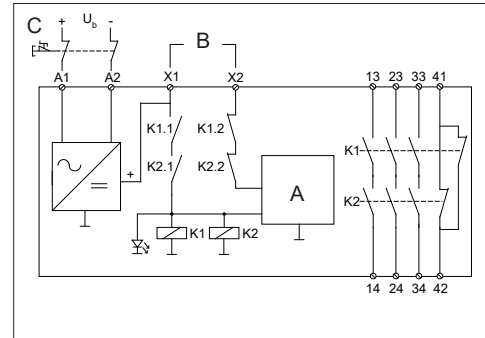 C + U_b -
B
A1 A2 X1 X2 13 23 33 41
K1.1 K1.2
K1
+
K2.1 K2.2
A
K2
K1 K2
14 24 34 42